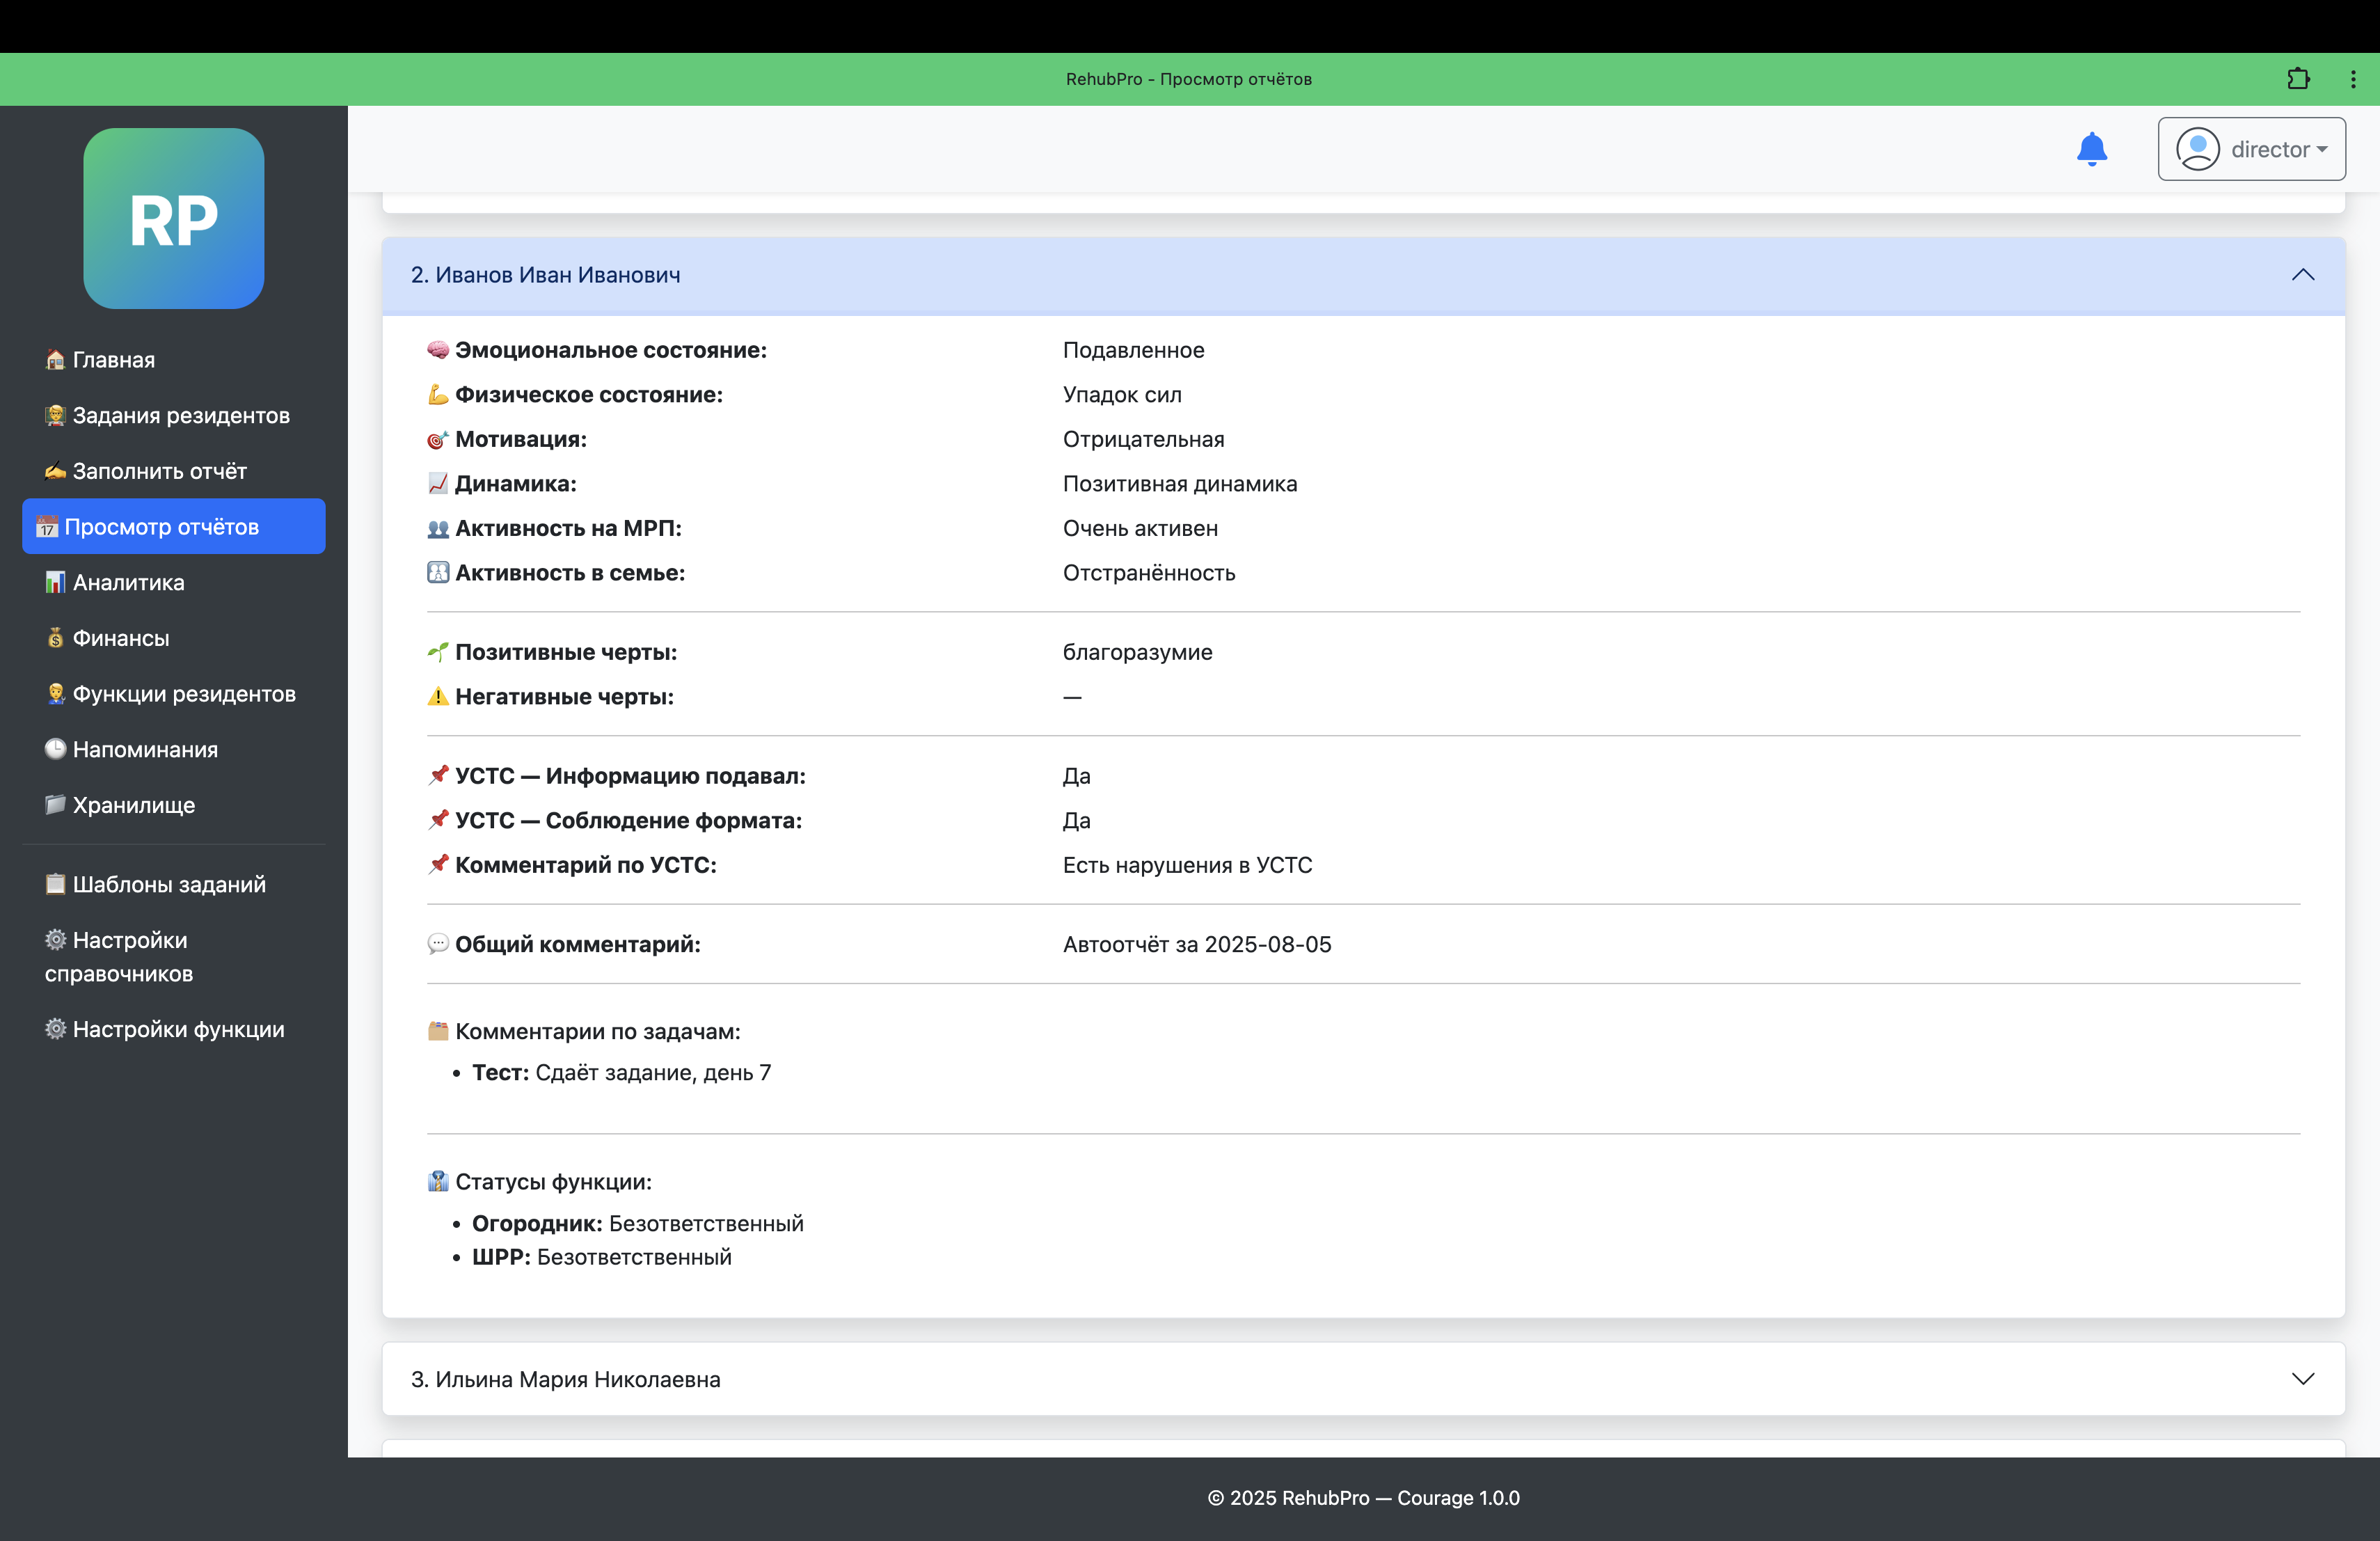 RehubPro - Просмотр отчётов
RP
director
Главная
Задания резидентов
Заполнить отчёт
17 Просмотр отчётов
Аналитика
Финансы
Функции резидентов
Напоминания
Хранилище
Шаблоны заданий
Настройки
справочников
Настройки функции
2. Иванов Иван Иванович
Эмоциональное состояние: Подавленное
Физическое состояние: Упадок сил
Мотивация: Отрицательная
Динамика: Позитивная динамика
Активность на МРП: Очень активен
Активность в семье: Отстранённость
Позитивные черты: благоразумие
Негативные черты: —
УСТС — Информацию подавал: Да
УСТС — Соблюдение формата: Да
Комментарий по УСТС: Есть нарушения в УСТС
Общий комментарий: Автоотчёт за 2025-08-05
Комментарии по задачам:
• Тест: Сдаёт задание, день 7
Статусы функции:
• Огородник: Безответственный
• ШРР: Безответственный
3. Ильина Мария Николаевна
© 2025 RehubPro — Courage 1.0.0